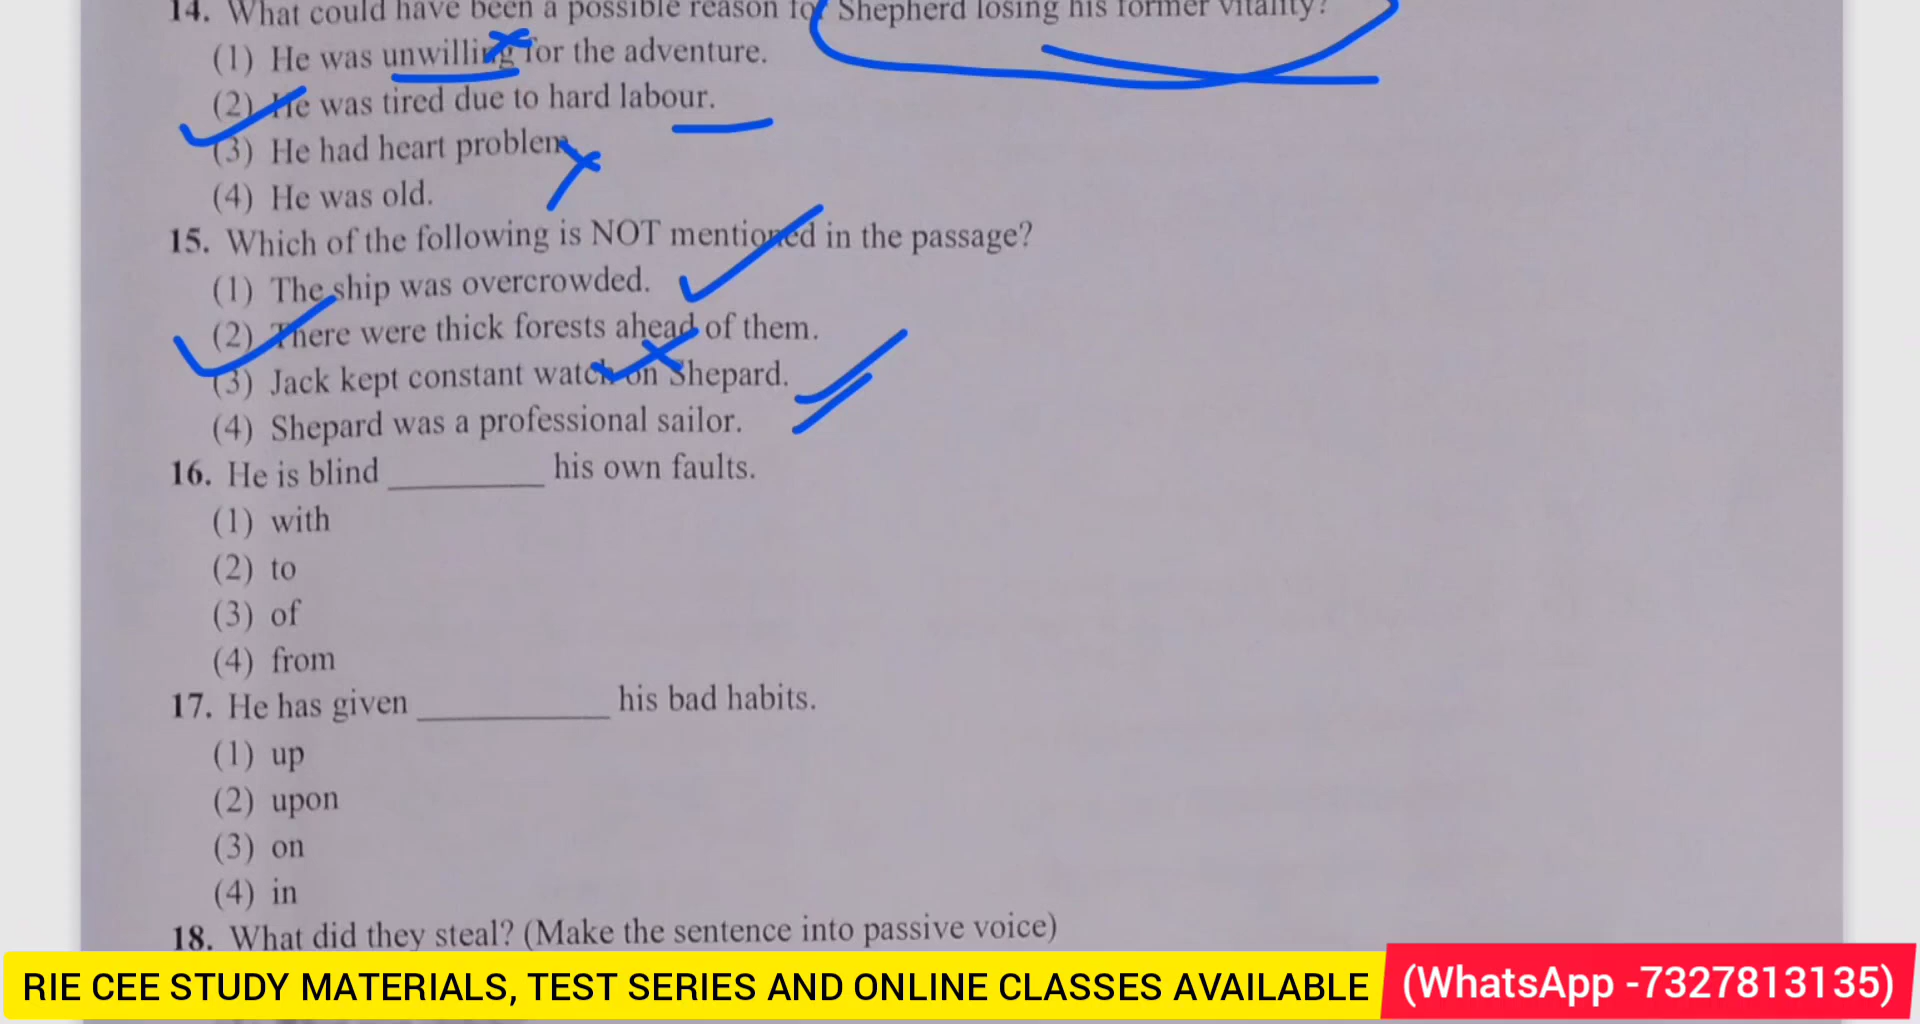 14. What could have been a possible reason for Shepherd losing his former vitality?
(1) He was unwilling for the adventure.
(2) He was tired due to hard labour.
(3) He had heart problem.
(4) He was old.
15. Which of the following is NOT mentioned in the passage?
(1) The ship was overcrowded.
(2) There were thick forests ahead of them.
(3) Jack kept constant watch on Shepard.
(4) Shepard was a professional sailor.
16. He is blind __________ his own faults.
(1) with
(2) to
(3) of
(4) from
17. He has given ____________ his bad habits.
(1) up
(2) upon
(3) on
(4) in
18. What did they steal? (Make the sentence into passive voice)
RIE CEE STUDY MATERIALS, TEST SERIES AND ONLINE CLASSES AVAILABLE (WhatsApp -7327813135)